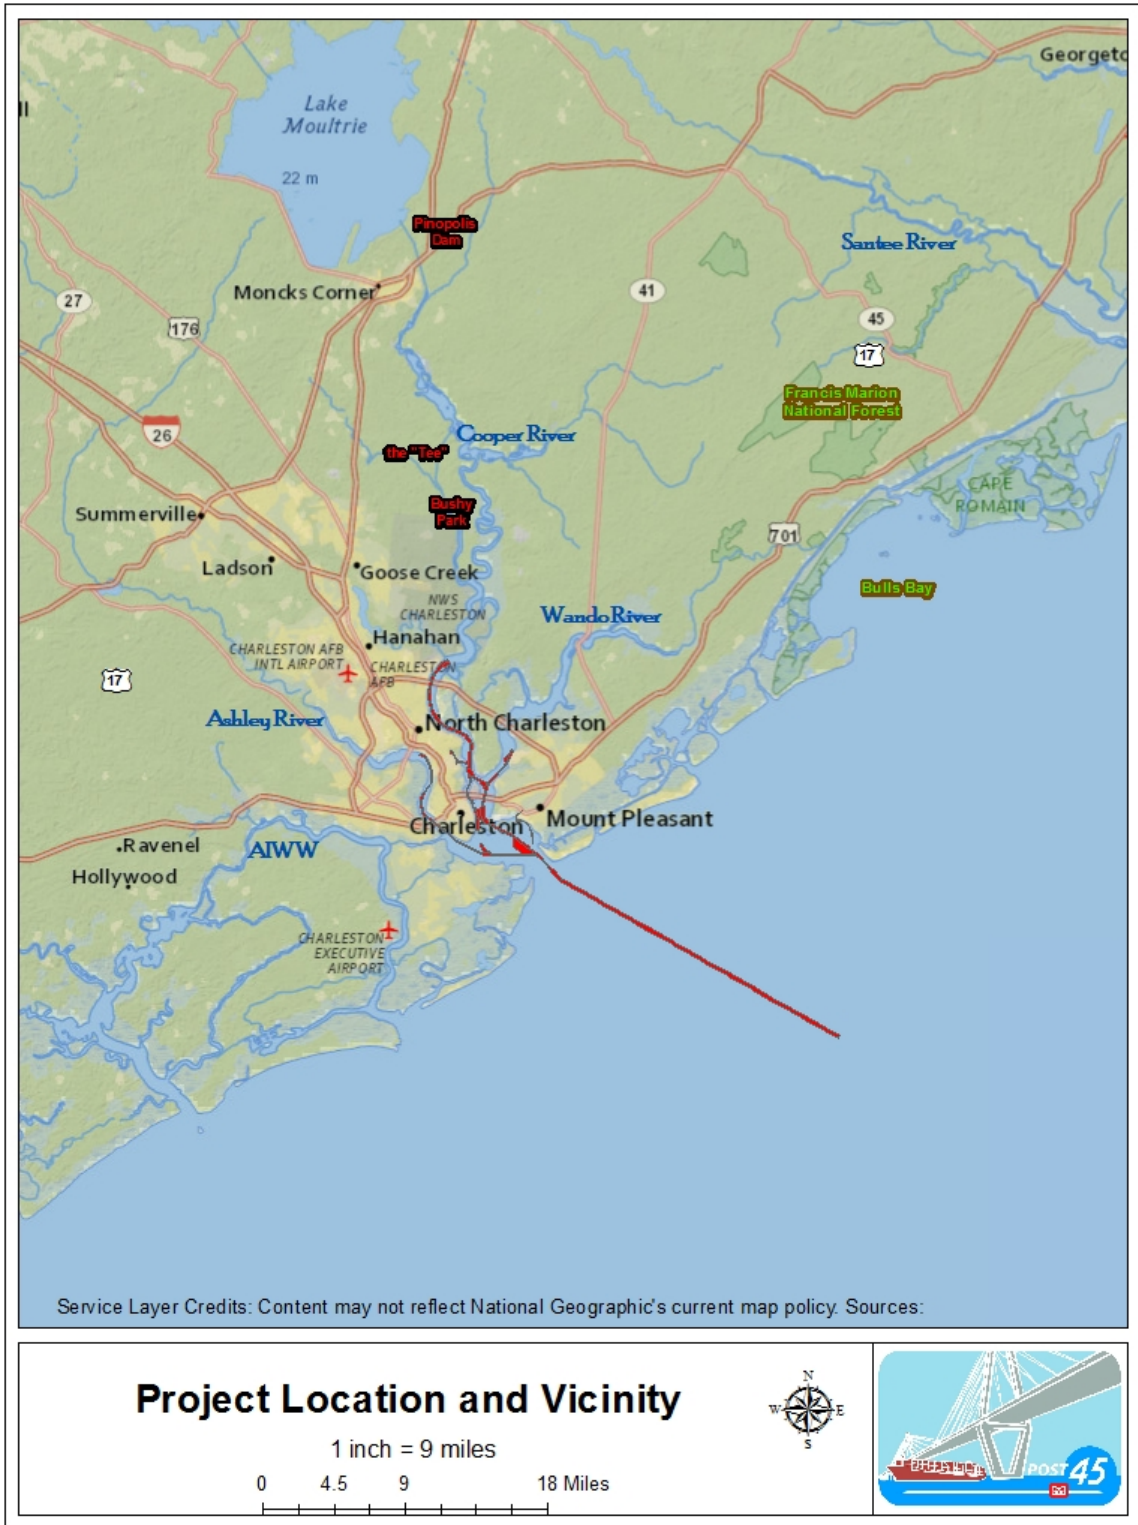 Georgeto
ll
Lake
Moultrie
22 m
Pinopolis
Dam
Santee River
Moncks Corner
27
41
176
45
17
Francis Marion
National Forest
26
Cooper River
the "Tee"
CAPE
ROMAIN
Bushy
Park
Summerville
701
Ladson
Goose Creek
Bulls Bay
NWS
CHARLESTON
Wando River
Hanahan
CHARLESTON AFB
INTL AIRPORT
CHARLESTON
AFB
17
Ashley River
North Charleston
Charleston
Mount Pleasant
Ravenel
AIWW
Hollywood
CHARLESTON
EXECUTIVE
AIRPORT
Service Layer Credits: Content may not reflect National Geographic's current map policy. Sources:
Project Location and Vicinity
1 inch = 9 miles
0 4.5 9 18 Miles
N
W E
S
POST 45